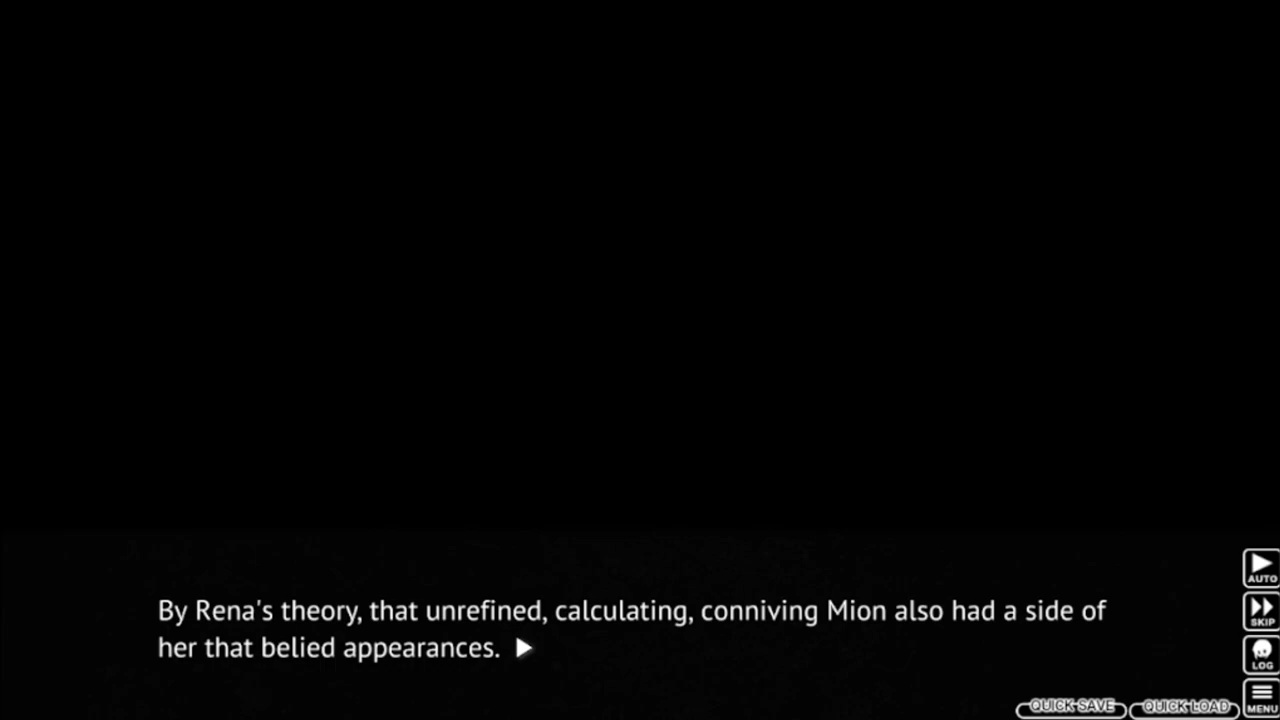 By Rena's theory, that unrefined, calculating, conniving Mion also had a side of
her that belied appearances.
AUTO
SKIP
LOG
MENU
QUICK SAVE QUICK LOAD